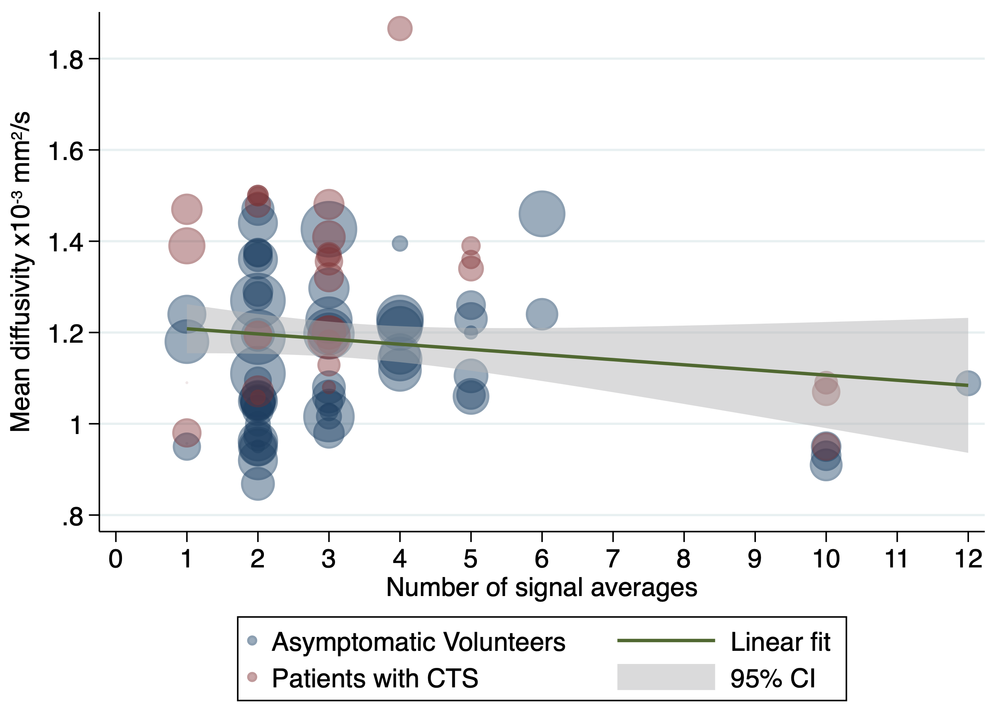 Mean diffusivity x10⁻³ mm²/s
1.8
1.6
1.4
1.2
1
.8
0 1 2 3 4 5 6 7 8 9 10 11 12
Number of signal averages
Asymptomatic Volunteers
Linear fit
Patients with CTS
95% CI